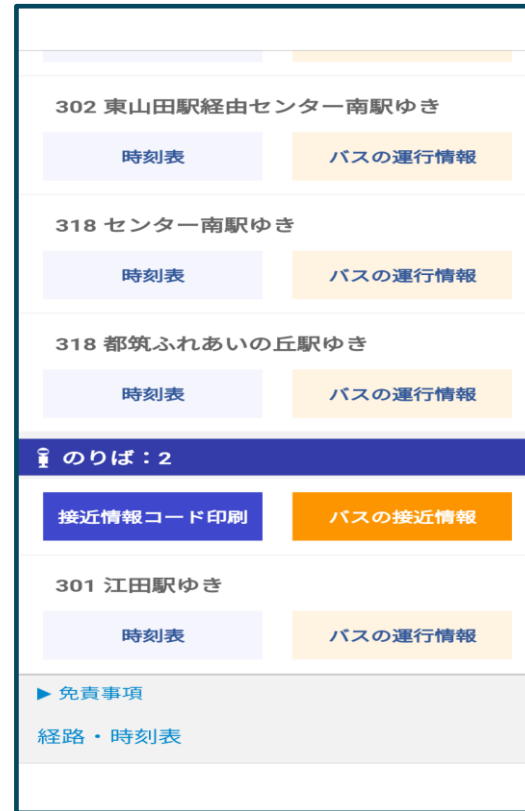 302 東山田駅経由センター南駅ゆき
時刻表 バスの運行情報
318 センター南駅ゆき
時刻表 バスの運行情報
318 都筑ふれあいの丘駅ゆき
時刻表 バスの運行情報
のりば：2
接近情報コード印刷 バスの接近情報
301 江田駅ゆき
時刻表 バスの運行情報
▶ 免責事項
経路・時刻表